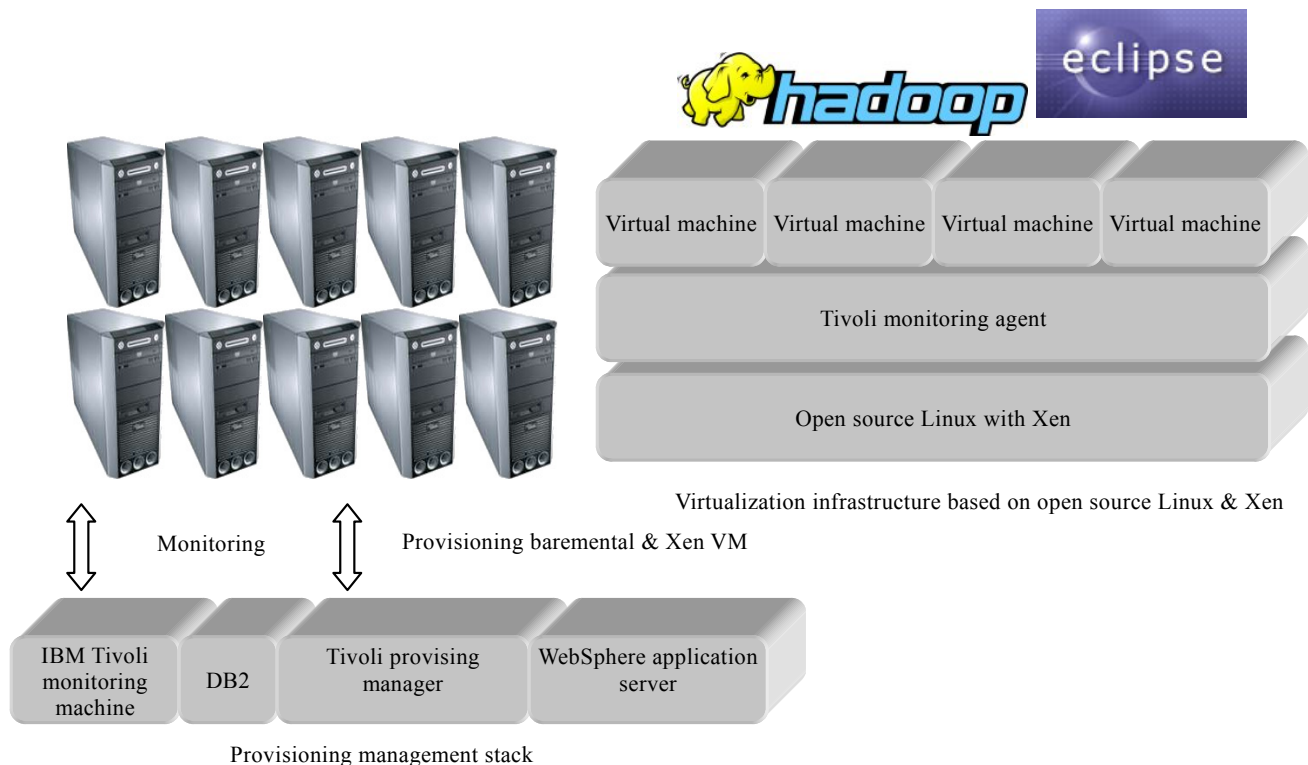 hadoop
eclipse
Virtual machine
Virtual machine
Virtual machine
Virtual machine
Tivoli monitoring agent
Open source Linux with Xen
Virtualization infrastructure based on open source Linux & Xen
Monitoring
Provisioning baremental & Xen VM
IBM Tivoli
monitoring
machine
DB2
Tivoli provising
manager
WebSphere application
server
Provisioning management stack